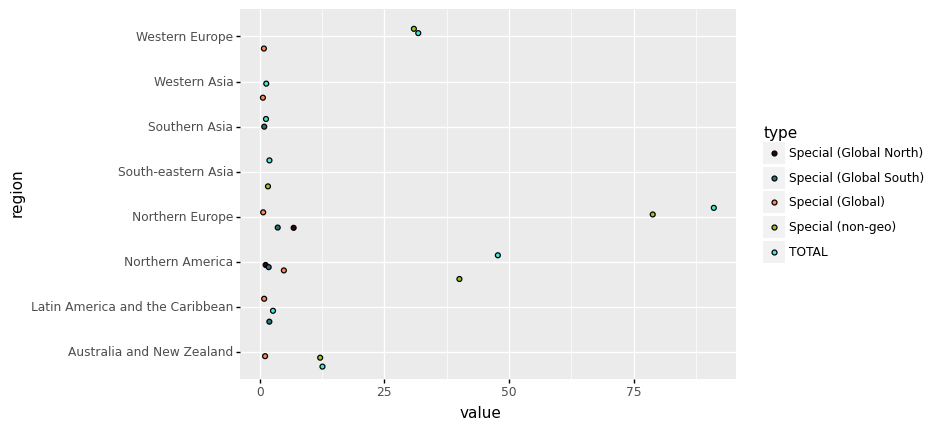 Western Europe
Western Asia
Southern Asia
South-eastern Asia
Northern Europe
Northern America
Latin America and the Caribbean
Australia and New Zealand
region
0 25 50 75
value
type
Special (Global North)
Special (Global South)
Special (Global)
Special (non-geo)
TOTAL